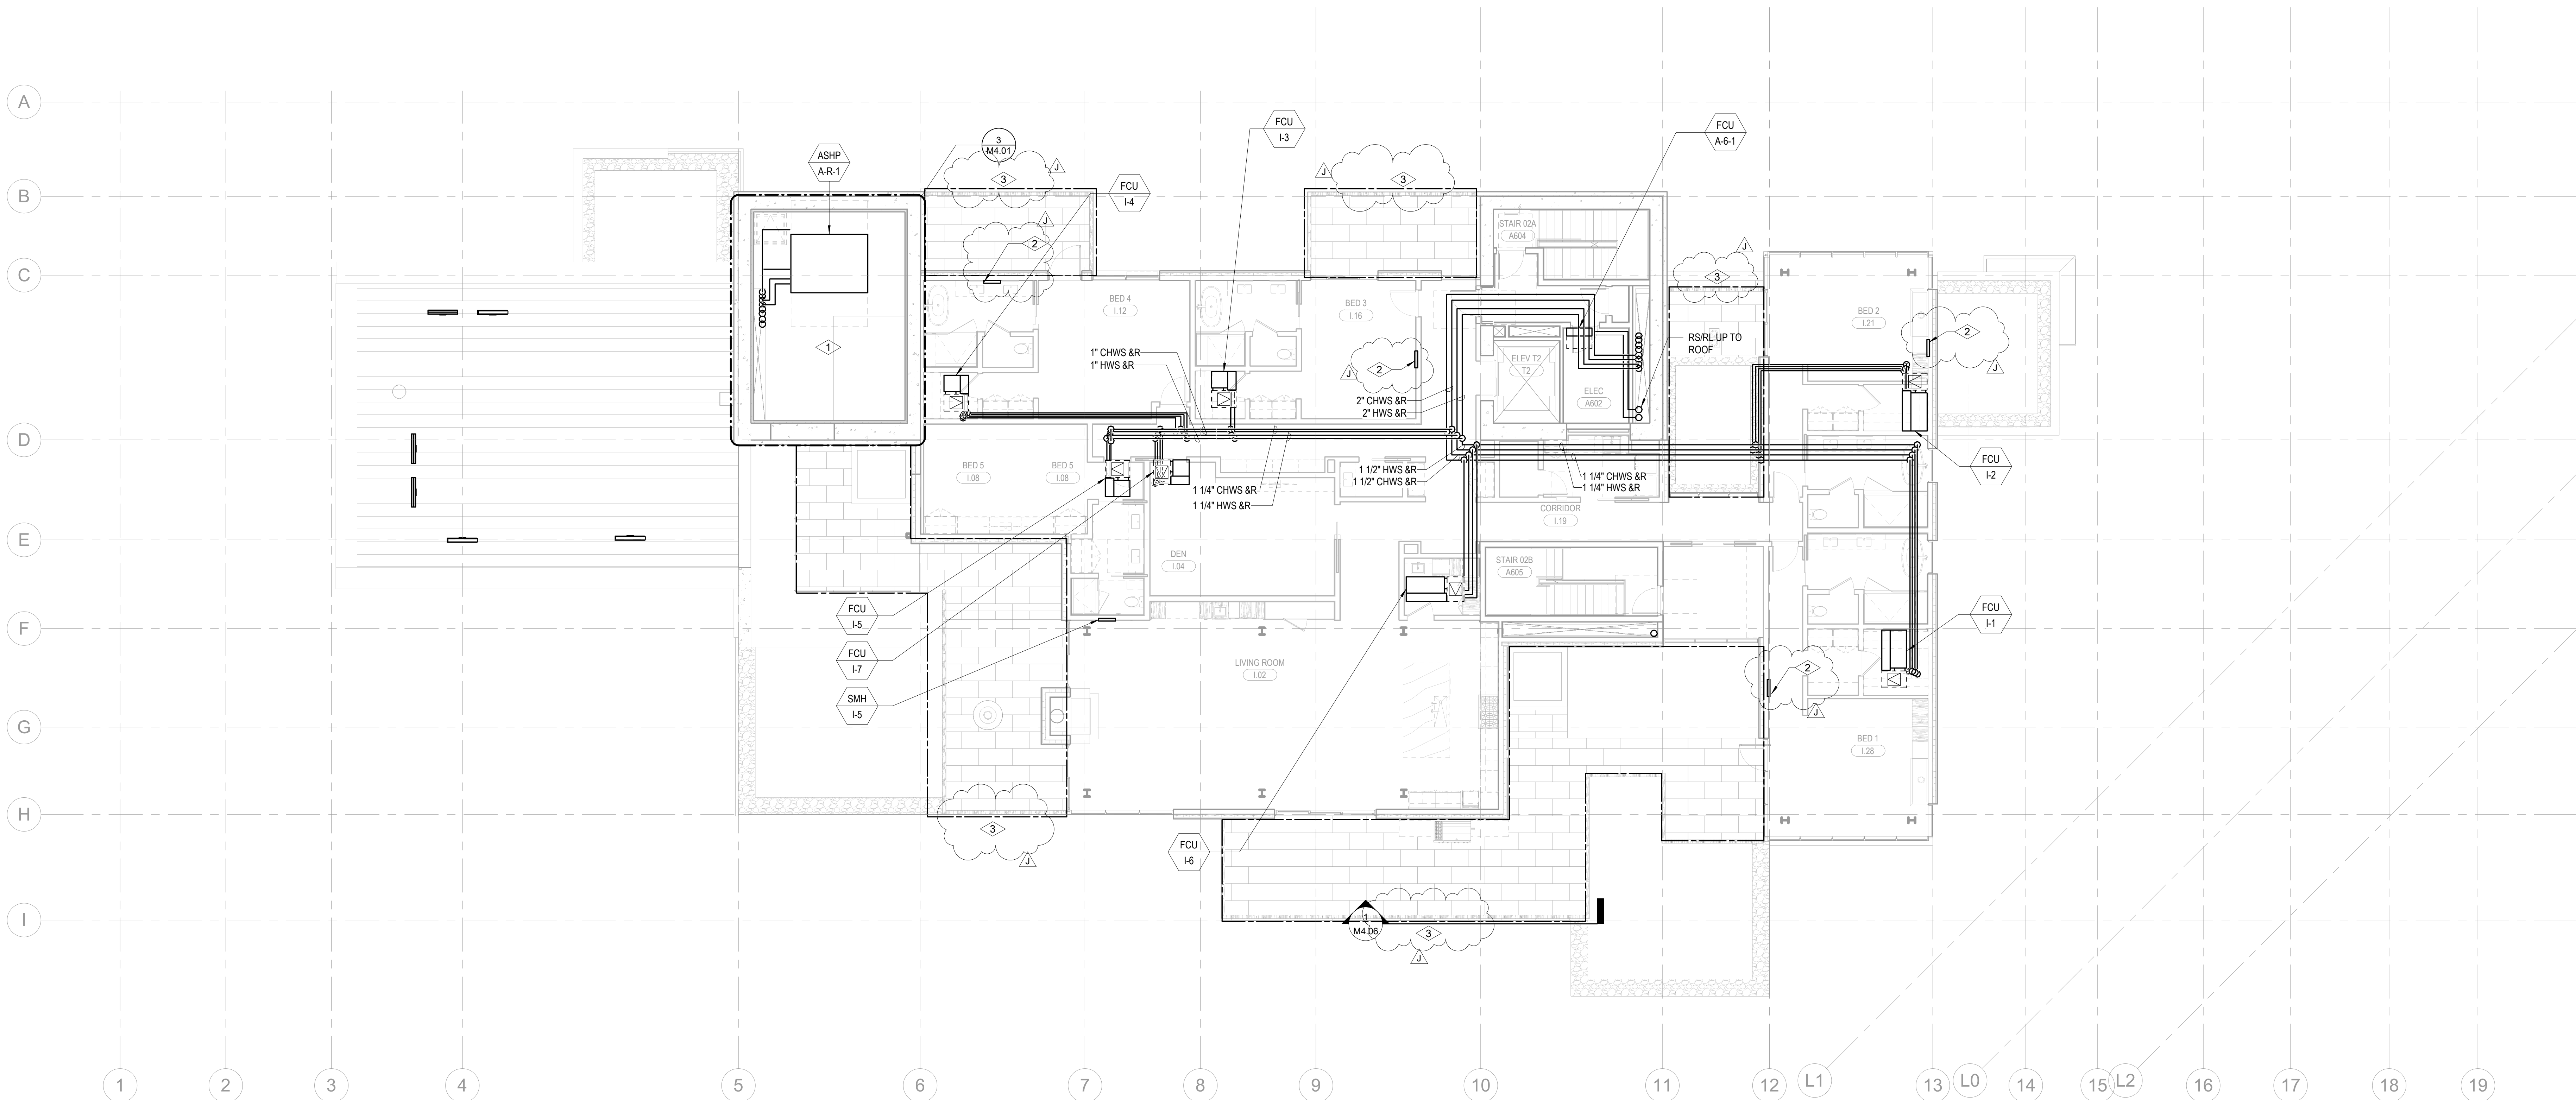 A
B
C
D
E
F
G
H
I
ASHP
A-R-1
3
M4.01
3
J
FCU
I-4
J
2
FCU
I-3
J
3
FCU
A-6-1
STAIR 02A
A604
J
3
BED 4
I.12
BED 3
I.16
BED 2
I.21
1
1" CHWS &R
1" HWS &R
2
J
2" CHWS &R
2" HWS &R
ELEV T2
T2
ELEC
A602
RS/RL UP TO
ROOF
2
J
BED 5
I.08
BED 5
I.08
1 1/4" CHWS &R
1 1/4" HWS &R
1 1/2" HWS &R
1 1/2" CHWS &R
1 1/4" CHWS &R
1 1/4" HWS &R
FCU
I-2
CORRIDOR
I.19
DEN
I.04
STAIR 02B
A605
FCU
I-5
FCU
I-7
SMH
I-5
FCU
I-1
LIVING ROOM
I.02
2
J
BED 1
I.28
3
J
FCU
I-6
1
M4.06
3
J
1
2
3
4
5
6
7
8
9
10
11
12
L1
13
L0
14
15
L2
16
17
18
19